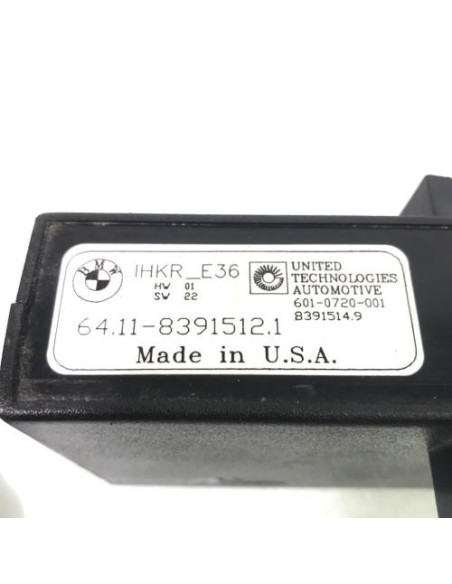 BMW
IHKR_E36
HW 01
SW 22
UNITED
TECHNOLOGIES
AUTOMOTIVE
601-0720-001
8391514.9
64.11-8391512.1
Made in U.S.A.